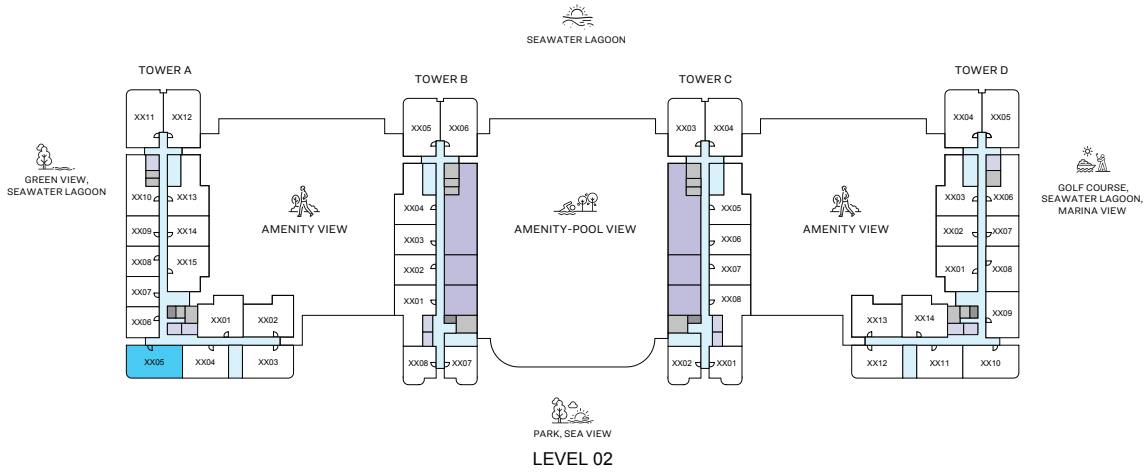 SEAWATER LAGOON
TOWER A
TOWER B
TOWER C
TOWER D
XX11
XX12
XX05
XX06
XX03
XX04
XX04
XX05
GREEN VIEW,
SEAWATER LAGOON
GOLF COURSE,
SEAWATER LAGOON,
MARINA VIEW
XX10
XX13
XX09
XX14
XX08
XX15
XX07
XX06
XX01
XX02
XX05
XX04
XX03
AMENITY VIEW
XX04
XX03
XX02
XX01
XX08
XX07
AMENITY-POOL VIEW
XX05
XX06
XX07
XX08
XX02
XX01
AMENITY VIEW
XX03
XX06
XX02
XX07
XX01
XX08
XX09
XX13
XX14
XX12
XX11
XX10
PARK, SEA VIEW
LEVEL 02